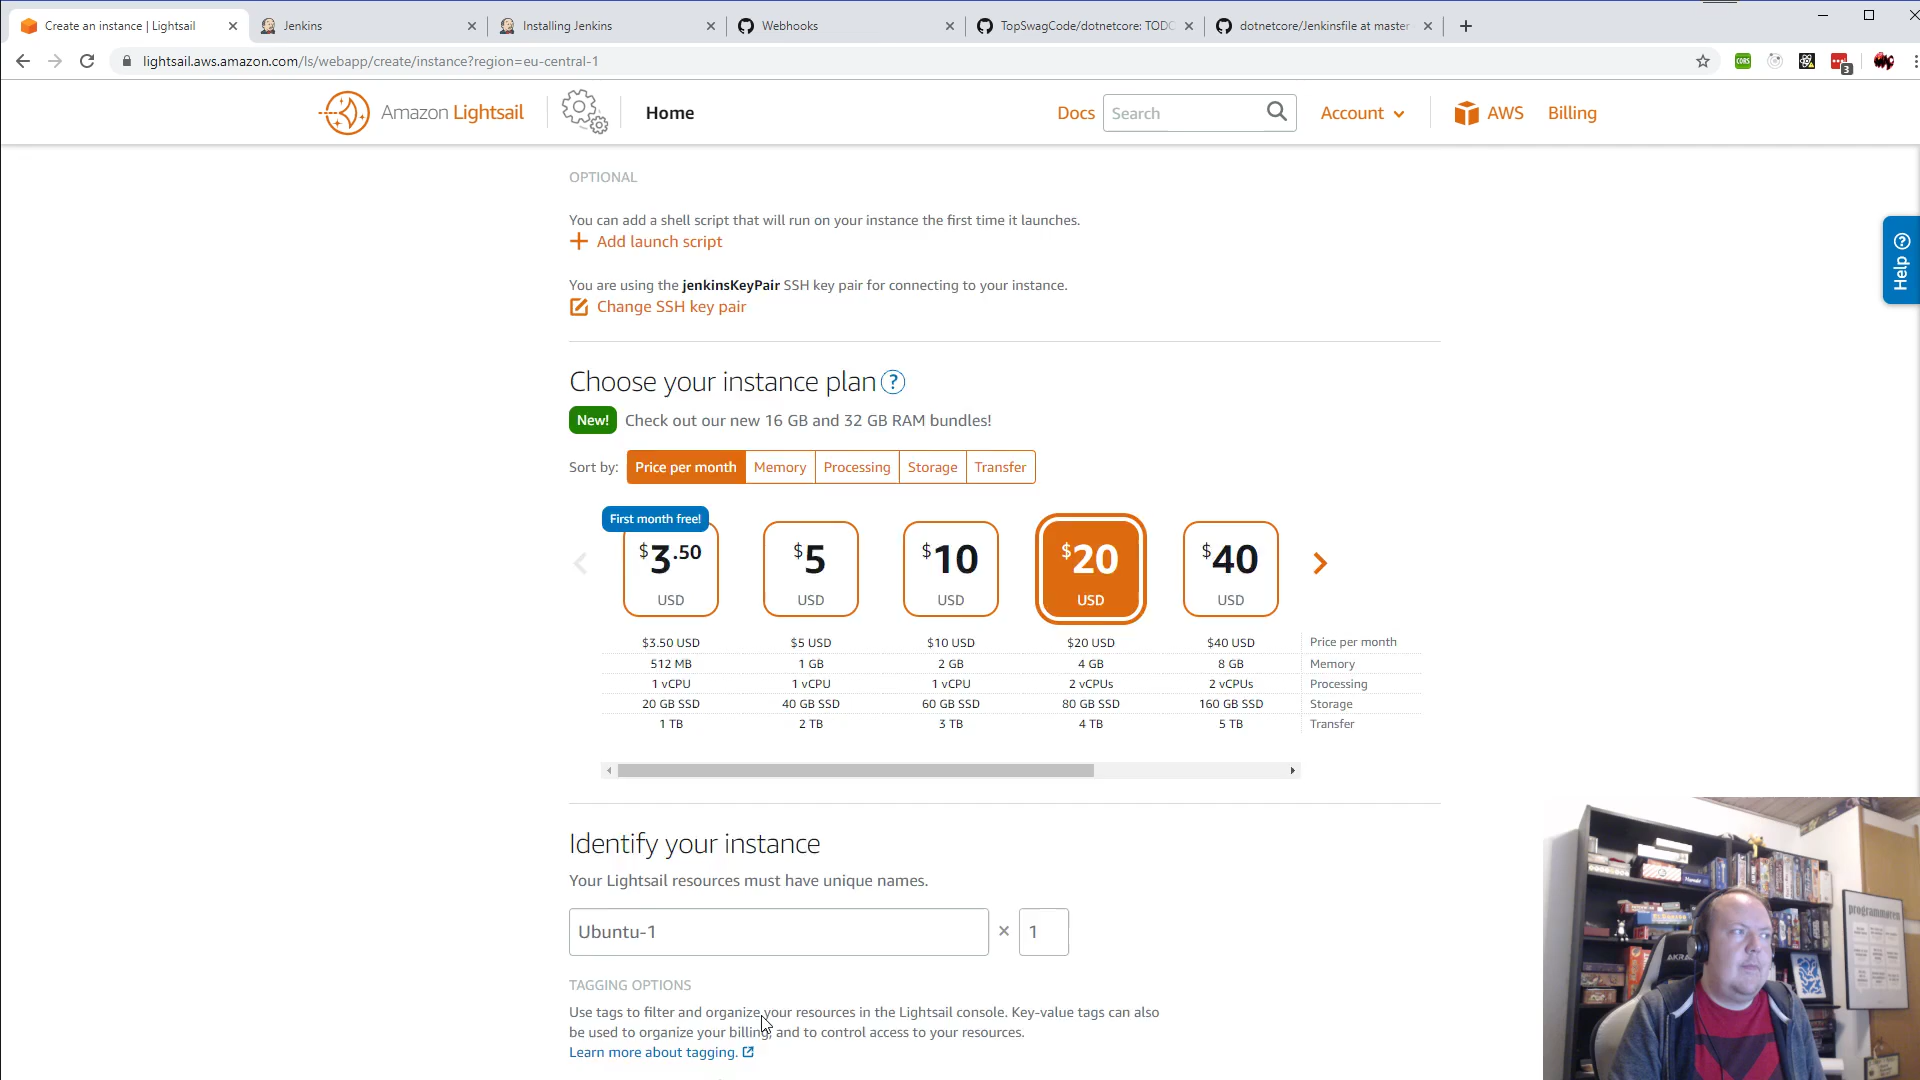 Create an instance | Lightsail
Jenkins
Installing Jenkins
Webhooks
TopSwagCode/dotnetcore: TODO
dotnetcore/Jenkinsfile at master
lightsail.aws.amazon.com/ls/webapp/create/instance?region=eu-central-1
CORS
3
Amazon Lightsail
Home
Docs
Search
Account
AWS
Billing
OPTIONAL
You can add a shell script that will run on your instance the first time it launches.
Add launch script
You are using the jenkinsKeyPair SSH key pair for connecting to your instance.
Change SSH key pair
Help ?
Choose your instance plan ?
New! Check out our new 16 GB and 32 GB RAM bundles!
Sort by: Price per month Memory Processing Storage Transfer
First month free!
$3.50 $5 $10 $20 $40
USD USD USD USD USD
$3.50 USD $5 USD $10 USD $20 USD $40 USD Price per month
512 MB 1 GB 2 GB 4 GB 8 GB Memory
1 vCPU 1 vCPU 1 vCPU 2 vCPUs 2 vCPUs Processing
20 GB SSD 40 GB SSD 60 GB SSD 80 GB SSD 160 GB SSD Storage
1 TB 2 TB 3 TB 4 TB 5 TB Transfer
Identify your instance
Your Lightsail resources must have unique names.
Ubuntu-1 × 1
TAGGING OPTIONS
Use tags to filter and organize your resources in the Lightsail console. Key-value tags can also
be used to organize your billing, and to control access to your resources.
Learn more about tagging.
programmøren
AKRA